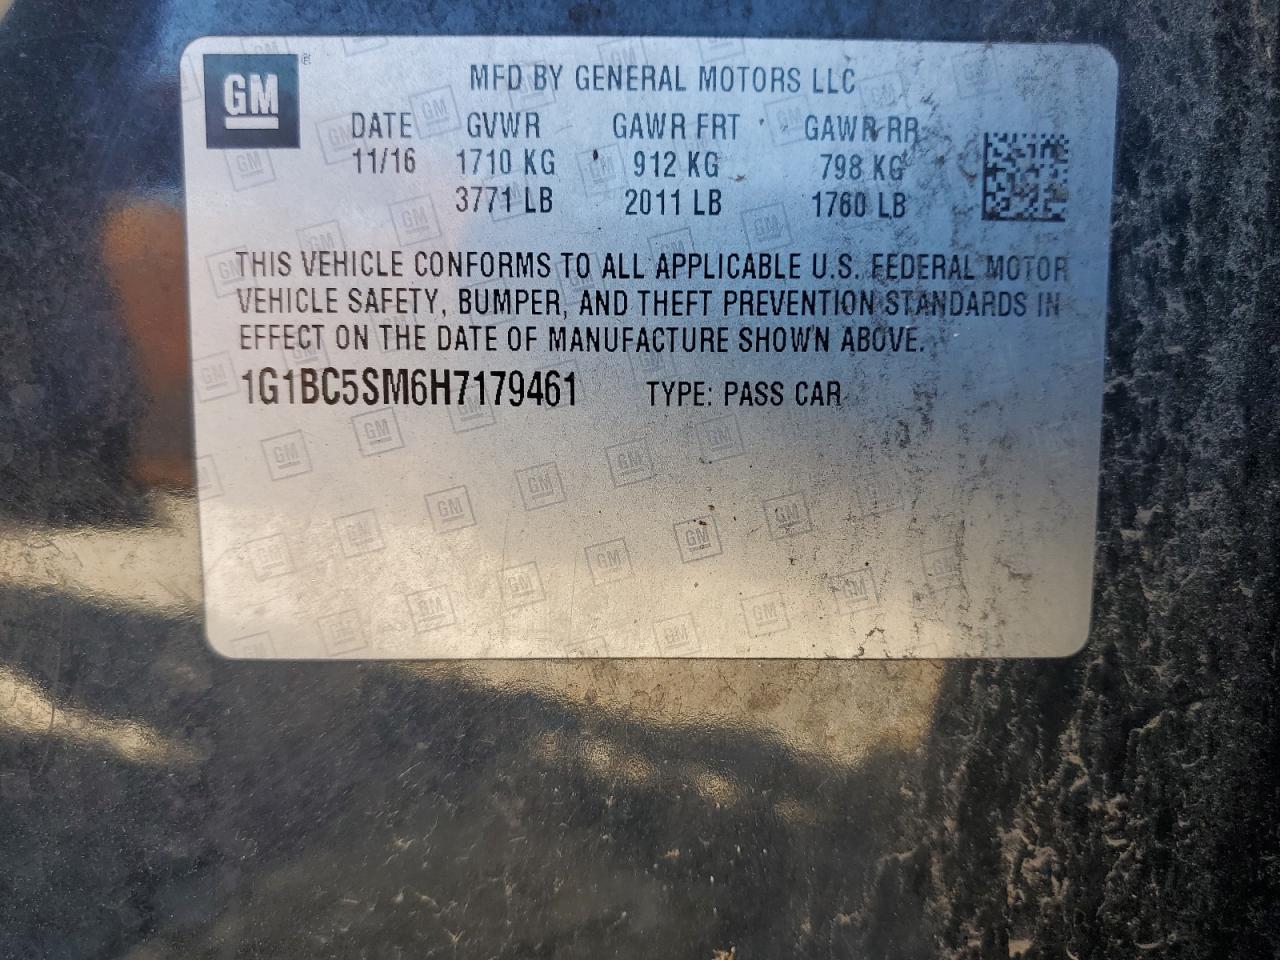 GM
MFD BY GENERAL MOTORS LLC
DATE GVWR GAWR FRT GAWR RR
11/16 1710 KG 912 KG 798 KG
3771 LB 2011 LB 1760 LB
THIS VEHICLE CONFORMS TO ALL APPLICABLE U.S. FEDERAL MOTOR
VEHICLE SAFETY, BUMPER, AND THEFT PREVENTION STANDARDS IN
EFFECT ON THE DATE OF MANUFACTURE SHOWN ABOVE.
1G1BC5SM6H7179461 TYPE: PASS CAR